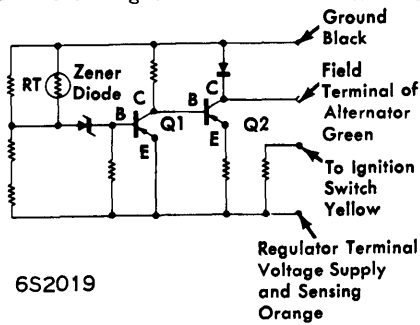 Ground
Black
RT
Zener
Diode
B
C
E
Q1
B
C
E
Q2
Field
Terminal of
Alternator
Green
To Ignition
Switch
Yellow
Regulator Terminal
Voltage Supply
and Sensing
Orange
6S2019